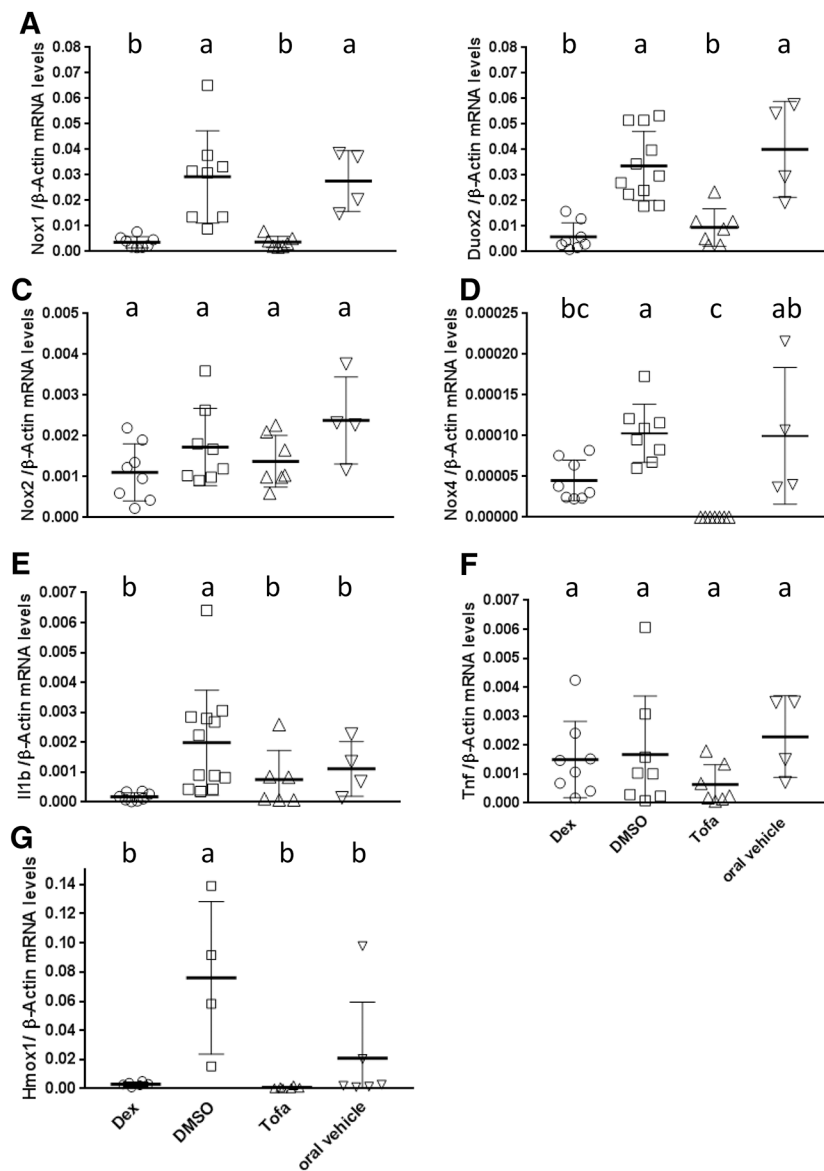 A
b a b a
Nox1 /β-Actin mRNA levels
0.08
0.07
0.06
0.05
0.04
0.03
0.02
0.01
0.00
b a b a
Duox2 /β-Actin mRNA levels
0.08
0.07
0.06
0.05
0.04
0.03
0.02
0.01
0.00
C
a a a a
Nox2 /β-Actin mRNA levels
0.005
0.004
0.003
0.002
0.001
0.000
D
bc a c ab
Nox4 /β-Actin mRNA levels
0.00025
0.00020
0.00015
0.00010
0.00005
0.00000
E
b a b b
Il1b /β-Actin mRNA levels
0.007
0.006
0.005
0.004
0.003
0.002
0.001
0.000
F
a a a a
Tnf /β-Actin mRNA levels
0.007
0.006
0.005
0.004
0.003
0.002
0.001
0.000
Dex DMSO Tofa oral vehicle
G
b a b b
Hmox1/ β-Actin mRNA levels
0.14
0.12
0.10
0.08
0.06
0.04
0.02
0.00
Dex DMSO Tofa oral vehicle